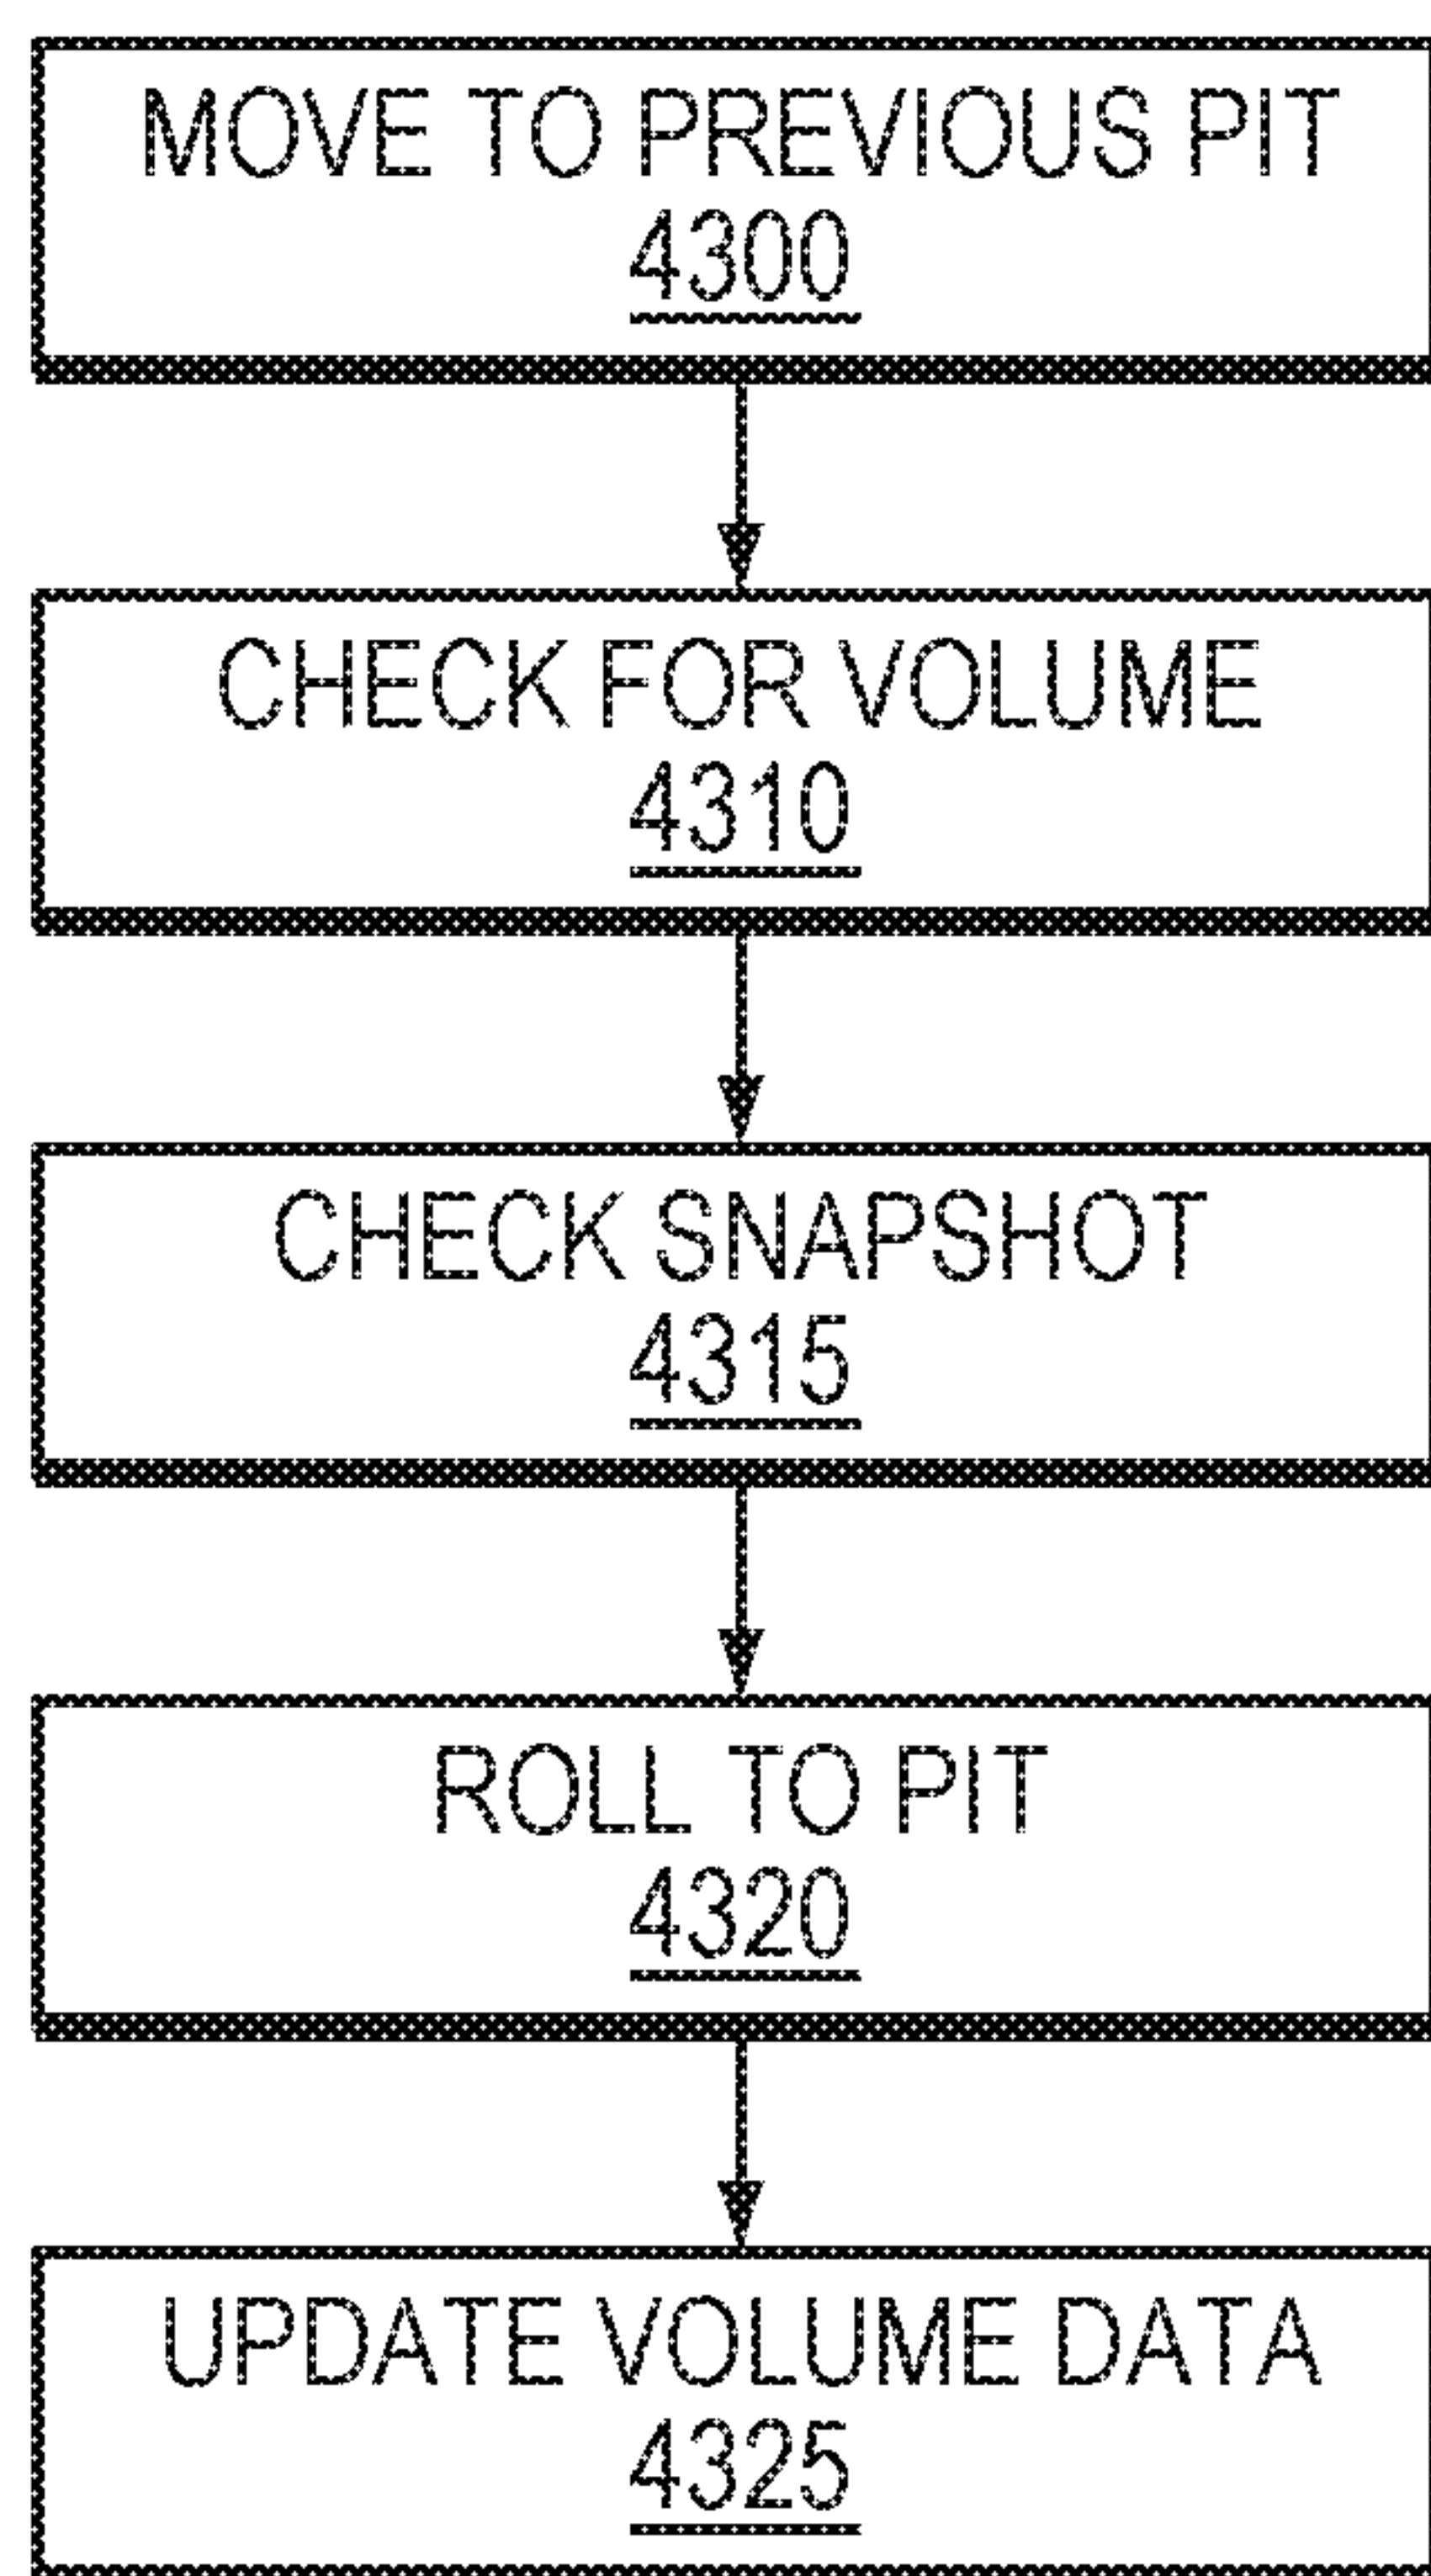 MOVE TO PREVIOUS PIT
4300
CHECK FOR VOLUME
4310
CHECK SNAPSHOT
4315
ROLL TO PIT
4320
UPDATE VOLUME DATA
4325